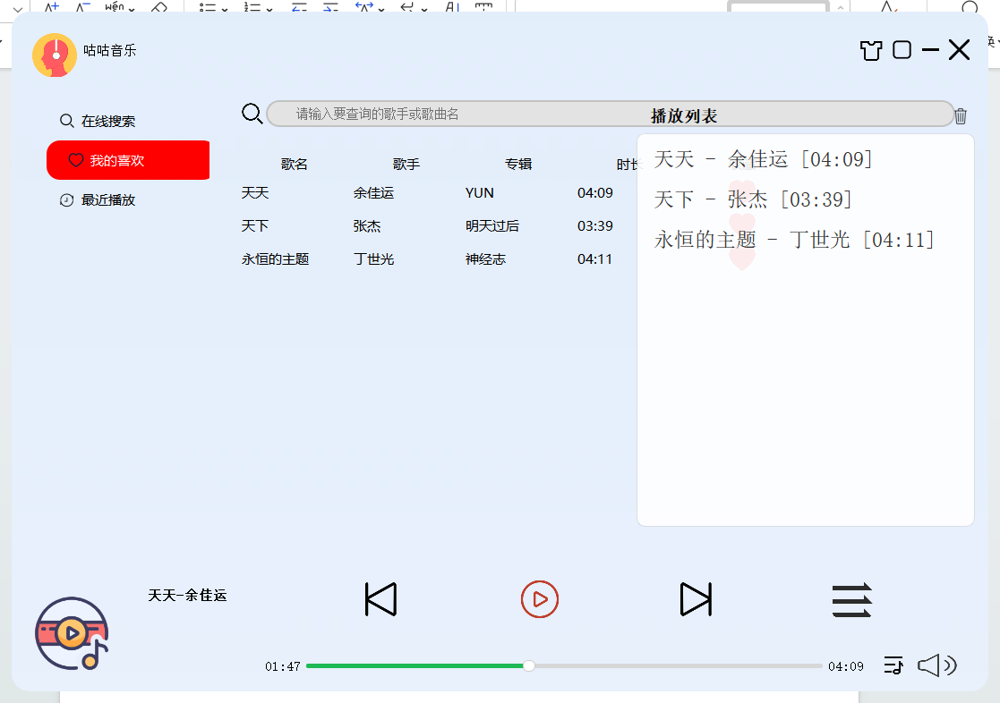 wén
咕咕音乐
换
请输入要查询的歌手或歌曲名
播放列表
在线搜索
我的喜欢
最近播放
歌名 歌手 专辑 时长
天天 余佳运 YUN 04:09
天下 张杰 明天过后 03:39
永恒的主题 丁世光 神经志 04:11
天天 - 余佳运 [04:09]
天下 - 张杰 [03:39]
永恒的主题 - 丁世光 [04:11]
天天-余佳运
01:47
04:09